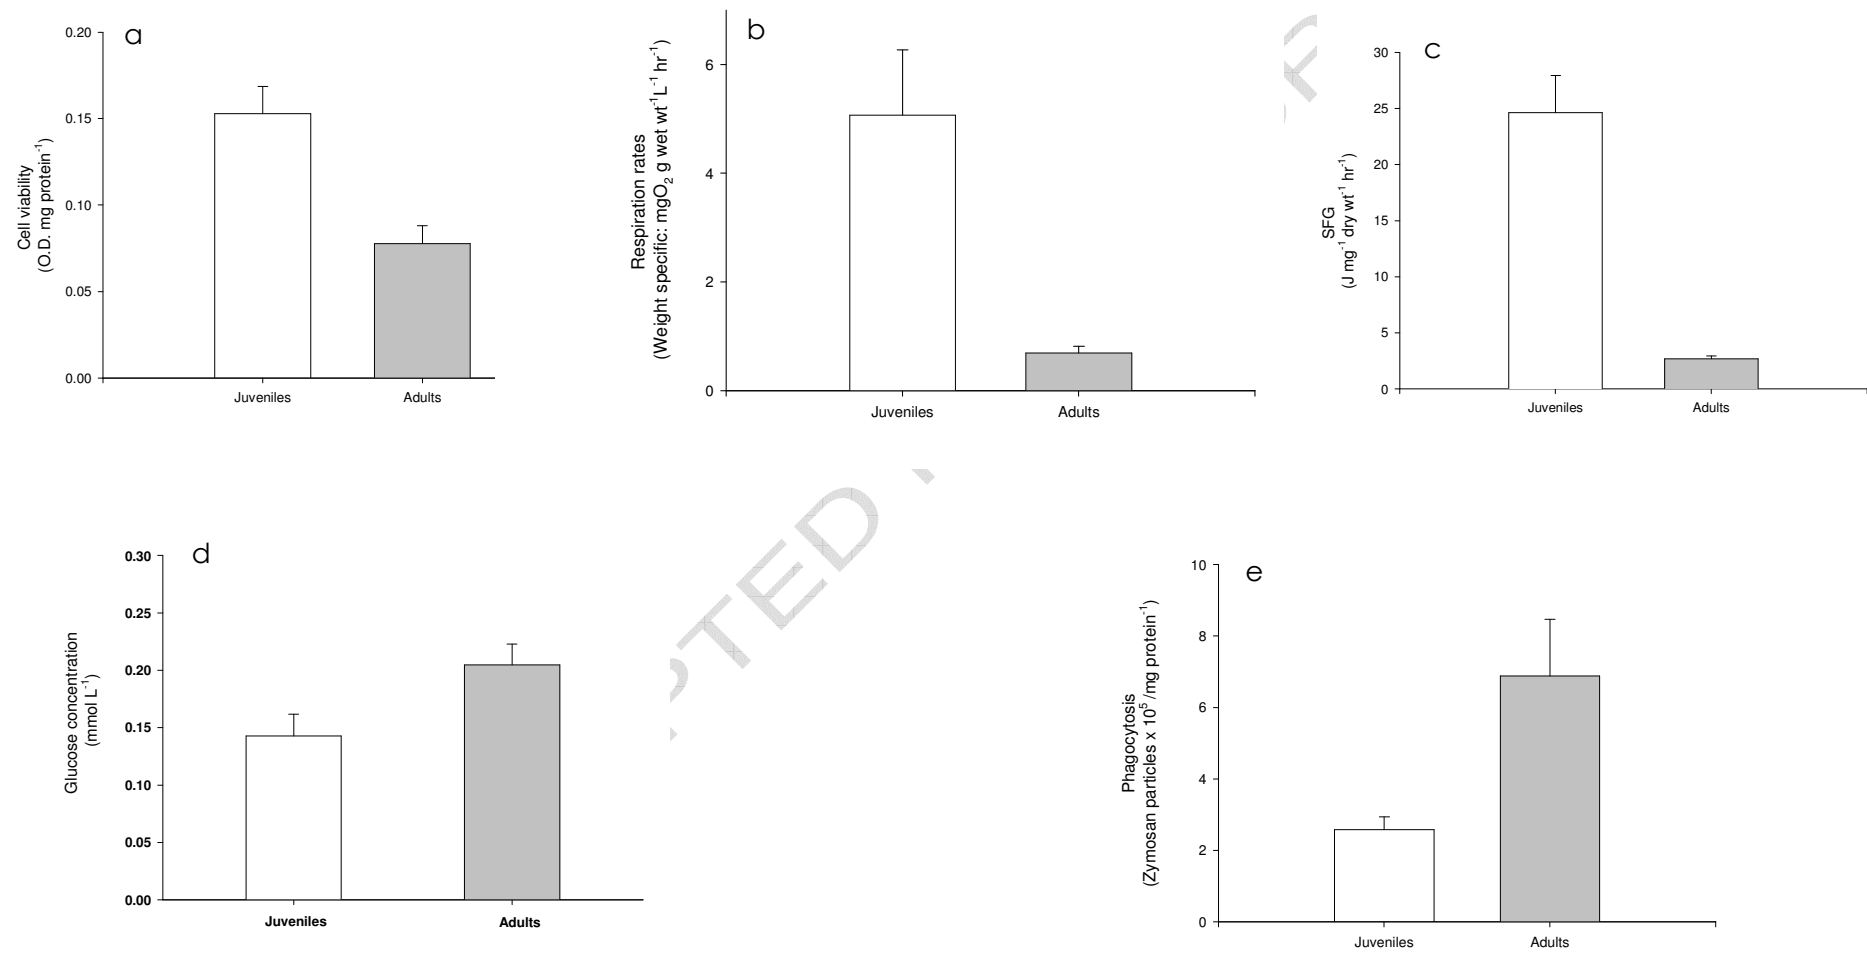 a
Cell viability
(O.D. mg protein⁻¹)
0.20
0.15
0.10
0.05
0.00
Juveniles Adults
b
Respiration rates
(Weight specific: mgO₂ g wet wt⁻¹L⁻¹ hr⁻¹)
6
4
2
0
Juveniles Adults
c
SFG
(J mg⁻¹ dry wt⁻¹ hr⁻¹)
30
25
20
15
10
5
0
Juveniles Adults
d
Glucose concentration
(mmol L⁻¹)
0.30
0.25
0.20
0.15
0.10
0.05
0.00
Juveniles Adults
PTED
e
Phagocytosis
(Zymosan particles x 10⁵ /mg protein⁻¹)
10
8
6
4
2
0
Juveniles Adults